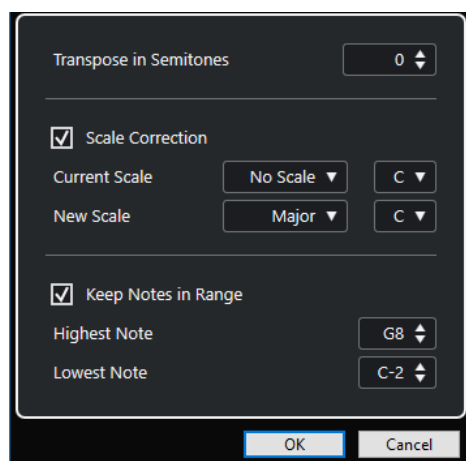 Transpose in Semitones 0
Scale Correction
Current Scale No Scale C
New Scale Major C
Keep Notes in Range
Highest Note G8
Lowest Note C-2
OK Cancel